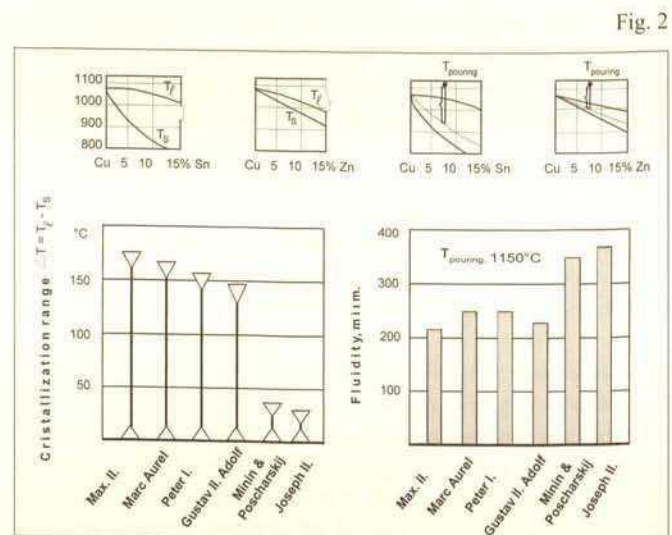 Fig. 2
1100
1000
900
800
Tℓ
TS
Cu 5 10 15% Sn
Tℓ
TS
Cu 5 10 15% Zn
Tpouring
Cu 5 10 15% Sn
Tpouring
Cu 5 10 15% Zn
Cristallization range △T=Tℓ-TS
°C
150
100
50
Max. II.
Marc Aurel
Peter I.
Gustav II. Adolf
Minin &
Poscharskij
Joseph II.
Fluidity, miım.
400
300
200
100
Tpouring, 1150°C
Max. II.
Marc Aurel
Peter I.
Gustav II. Adolf
Minin &
Poscharskij
Joseph II.